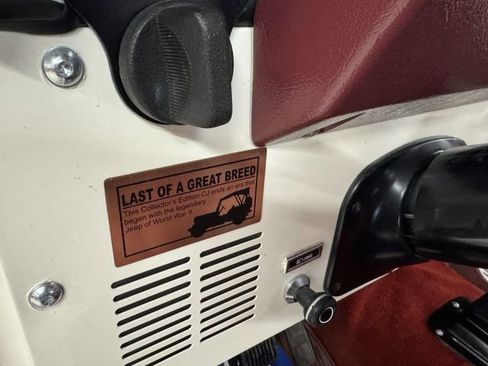 LAST OF A GREAT BREED
This Collector's Edition CJ ends an era that
began with the legendary
Jeep of World War II.